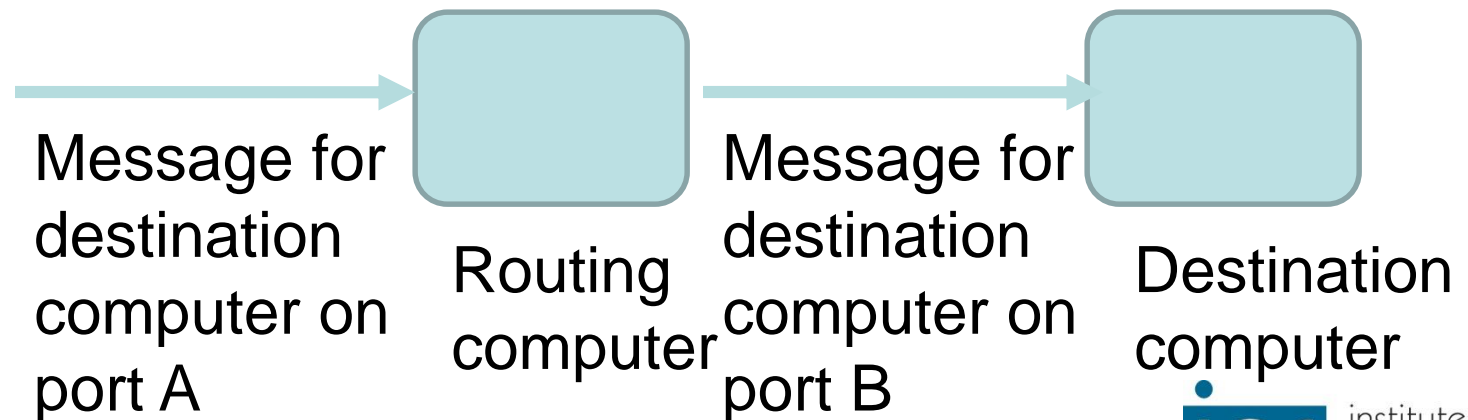 Message for
destination
computer on
port A
Routing
computer
Message for
destination
computer on
port B
Destination
computer
institute